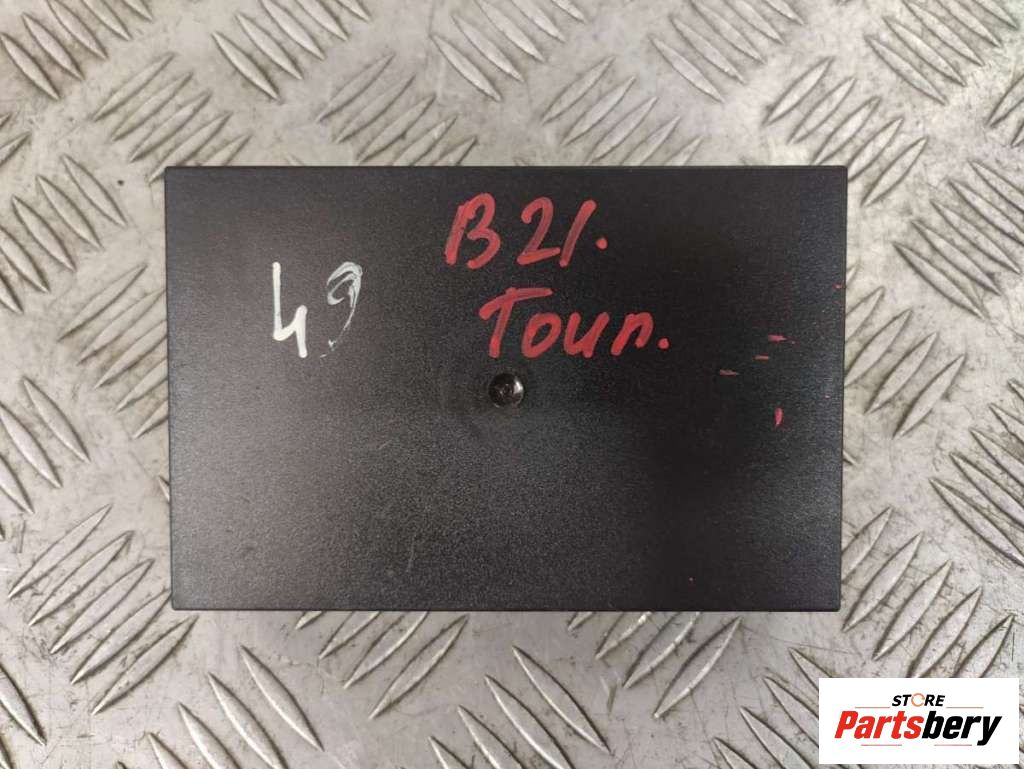 B21.
49
Toun.
STORE
Partsbery